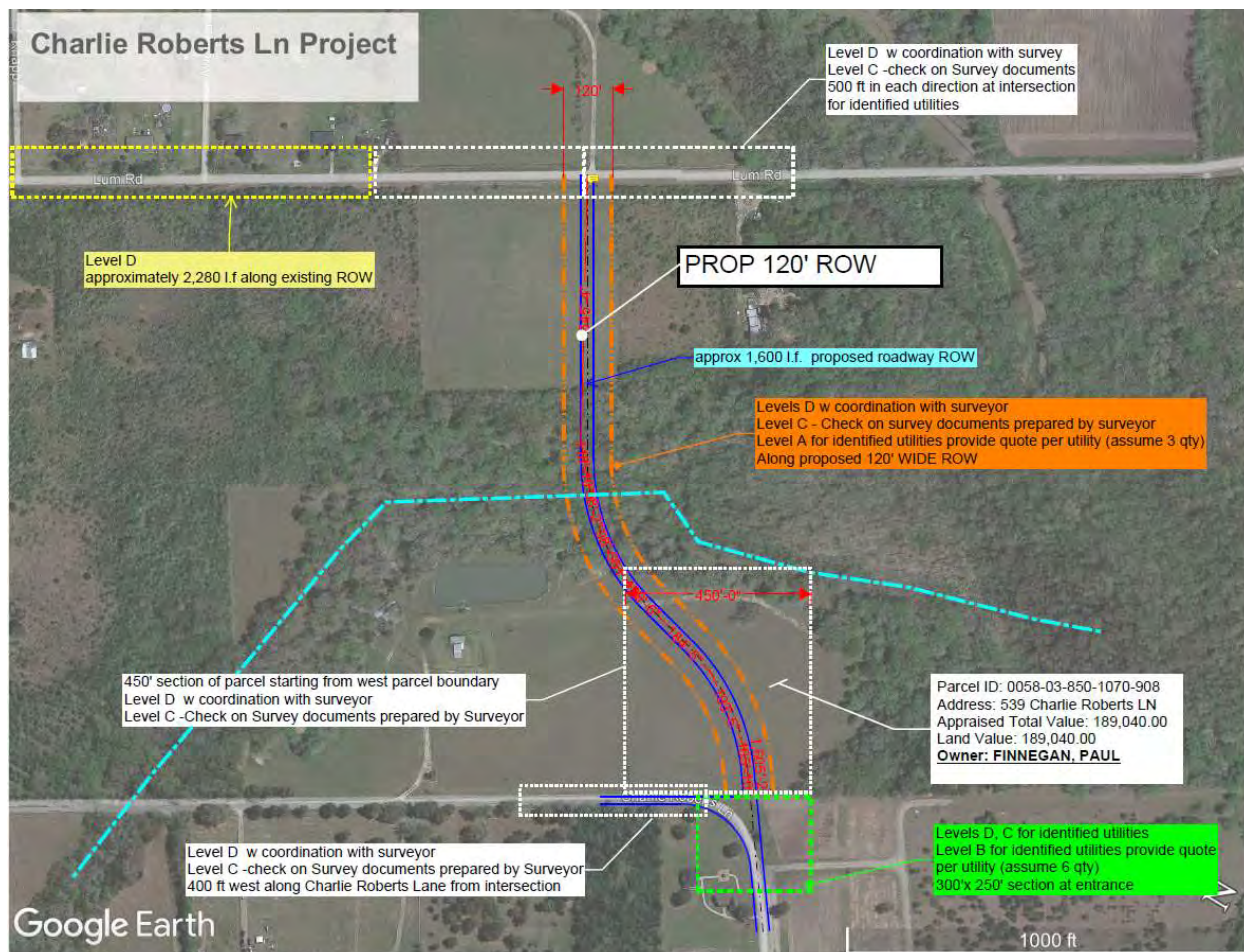 Charlie Roberts Ln Project
Level D w coordination with survey
Level C -check on Survey documents
500 ft in each direction at intersection
for identified utilities
120'
Lum Rd
Lum Rd
Level D
approximately 2,280 l.f along existing ROW
PROP 120' ROW
approx 1,600 l.f. proposed roadway ROW
Levels D w coordination with surveyor
Level C - Check on survey documents prepared by surveyor
Level A for identified utilities provide quote per utility (assume 3 qty)
Along proposed 120' WIDE ROW
450'-0"
450' section of parcel starting from west parcel boundary
Level D w coordination with surveyor
Level C -Check on Survey documents prepared by Surveyor
Parcel ID: 0058-03-850-1070-908
Address: 539 Charlie Roberts LN
Appraised Total Value: 189,040.00
Land Value: 189,040.00
Owner: FINNEGAN, PAUL
Level D w coordination with surveyor
Level C -check on Survey documents prepared by Surveyor
400 ft west along Charlie Roberts Lane from intersection
Levels D, C for identified utilities
Level B for identified utilities provide quote
per utility (assume 6 qty)
300'x 250' section at entrance
Google Earth
1000 ft